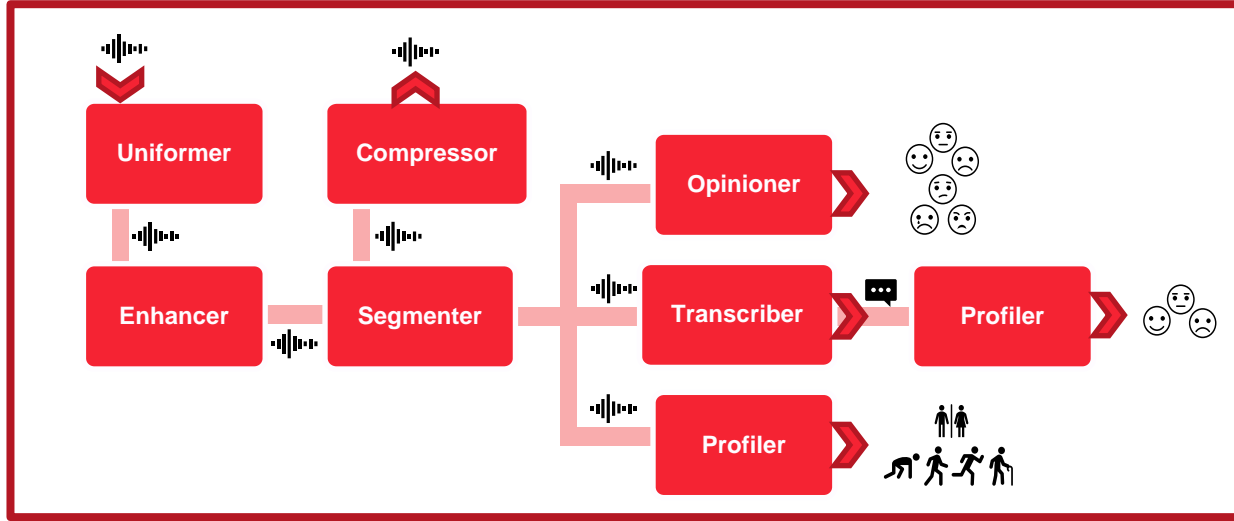 Uniformer
Compressor
Opinioner
Enhancer
Segmenter
Transcriber
Profiler
Profiler